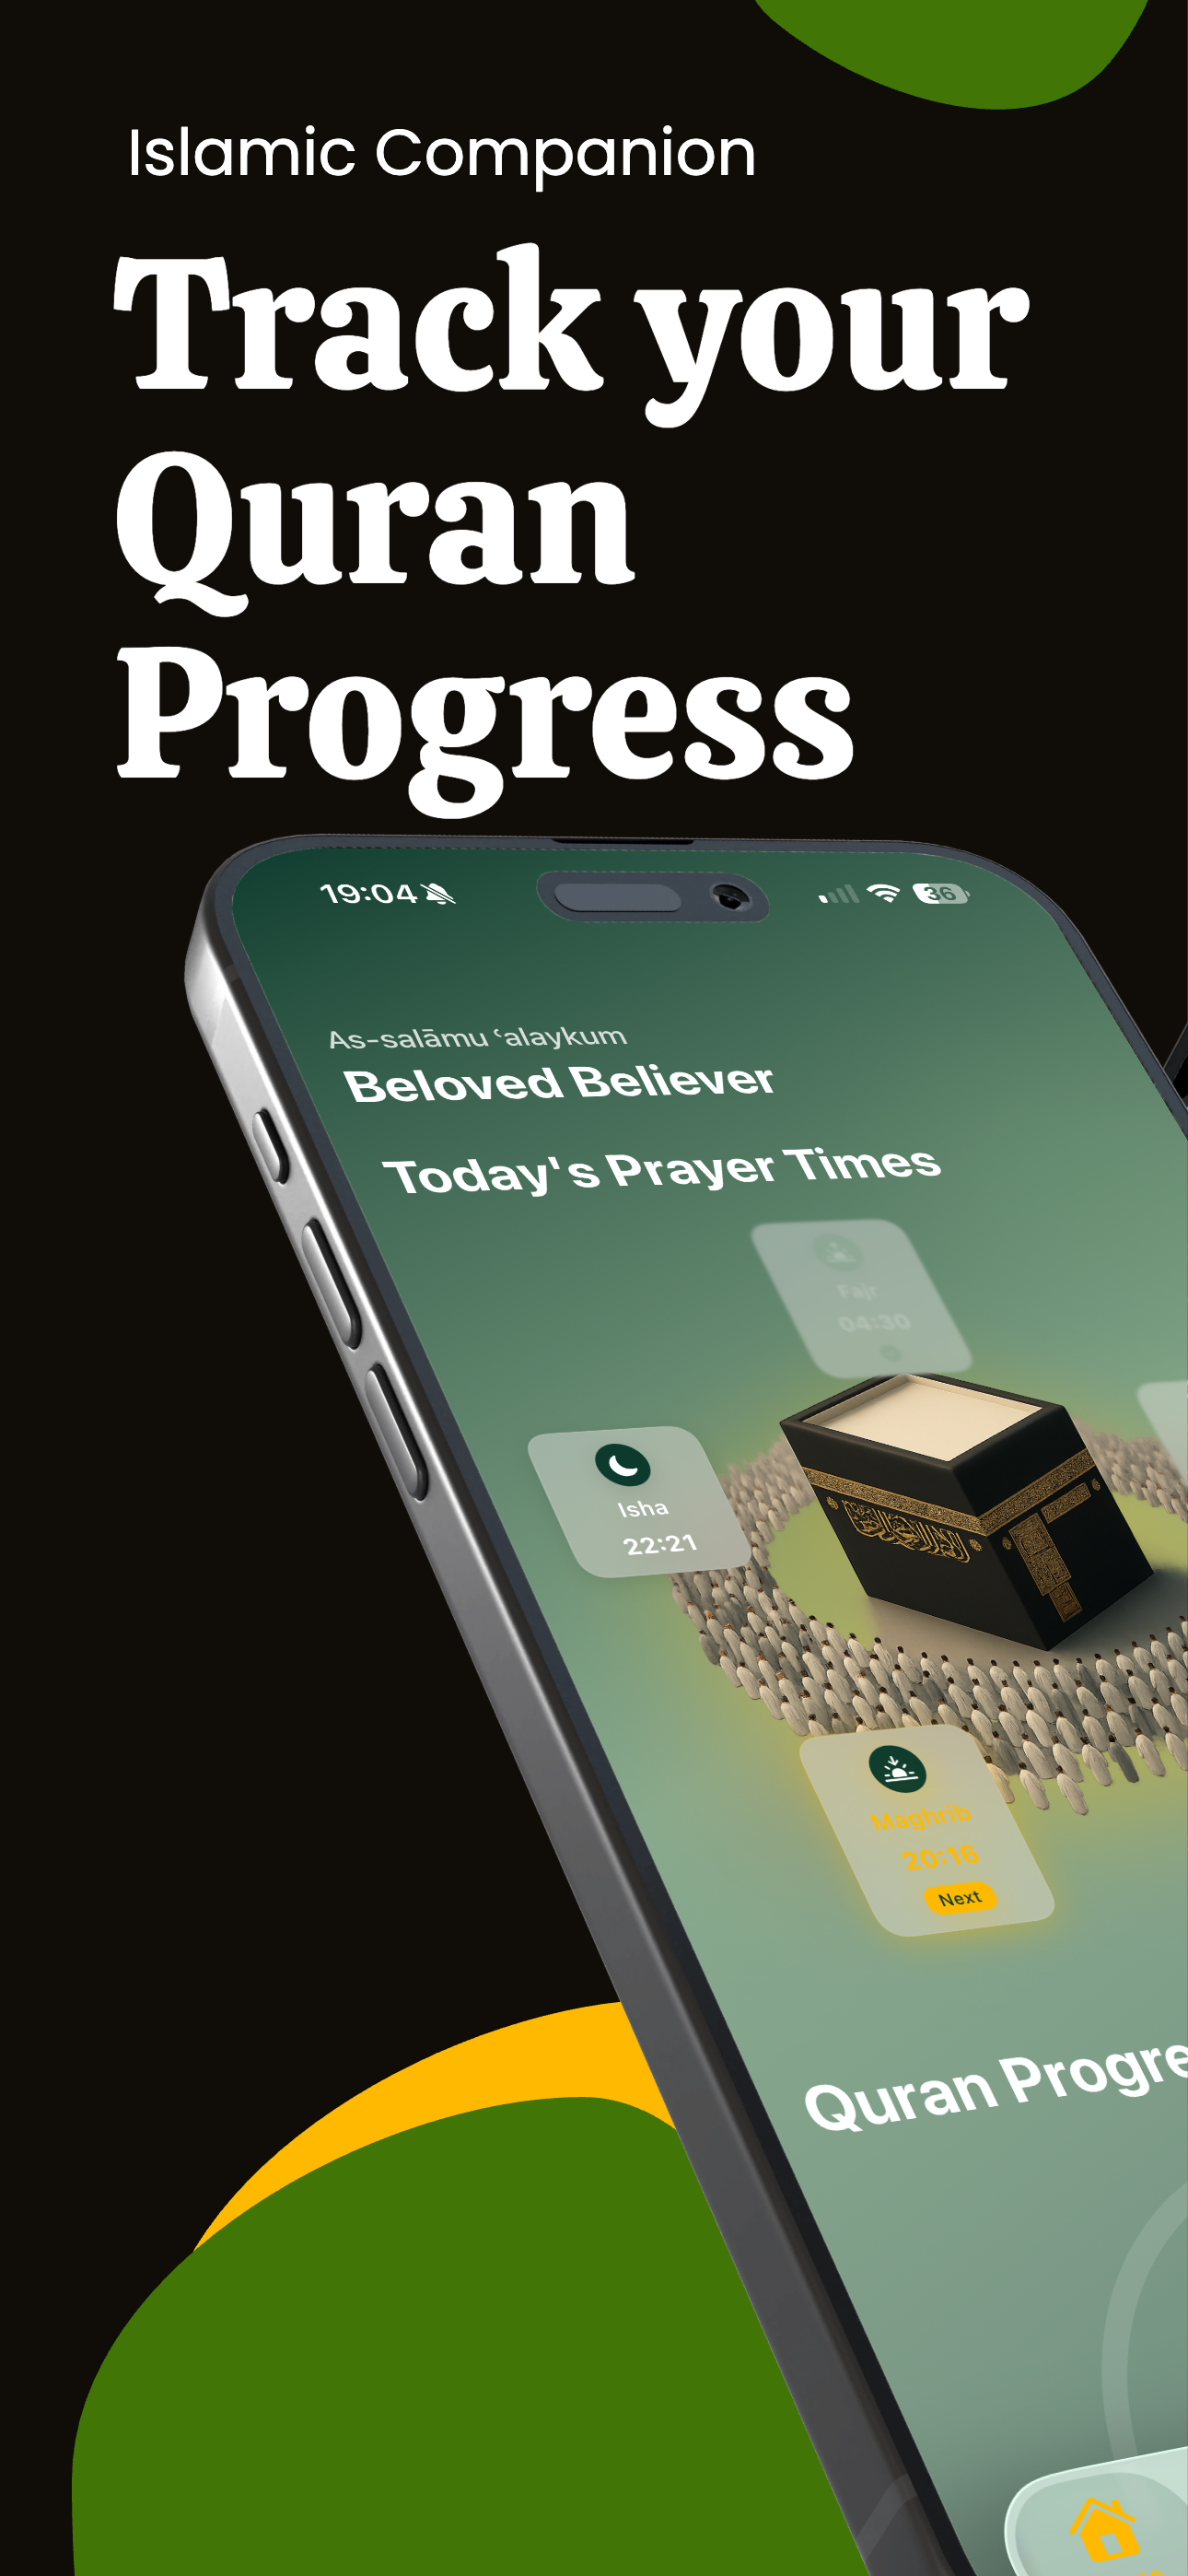 Islamic Companion
Track your
Quran
Progress
19:04
36
As-salāmu ʿalaykum
Beloved Believer
Today's Prayer Times
Fajr
04:30
Isha
22:21
Maghrib
20:16
Next
Quran Progre